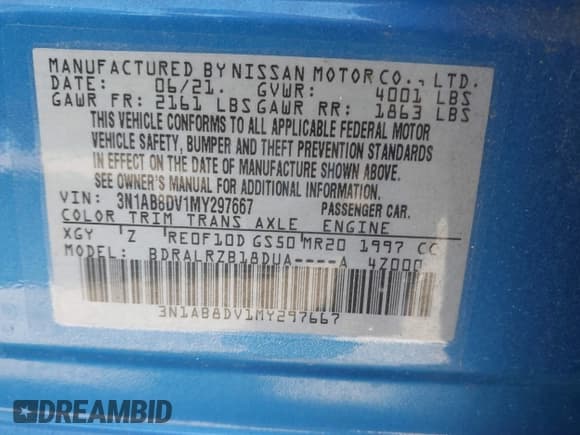 MANUFACTURED BY NISSAN MOTOR CO., LTD.
DATE: 06/21. GVWR: 4001 LBS
GAWR FR: 2161 LBS GAWR RR: 1863 LBS
THIS VEHICLE CONFORMS TO ALL APPLICABLE FEDERAL MOTOR
VEHICLE SAFETY, BUMPER AND THEFT PREVENTION STANDARDS
IN EFFECT ON THE DATE OF MANUFACTURE SHOWN ABOVE.
SEE OWNER'S MANUAL FOR ADDITIONAL INFORMATION.
VIN: 3N1AB8DV1MY297667 PASSENGER CAR.
COLOR TRIM TRANS AXLE ENGINE
XGY Z RE0F10D GS50 MR20 1997 CC
MODEL: BDRALRZB18DUA----A 4Z000
3N1AB8DV1MY297667
DREAMBID